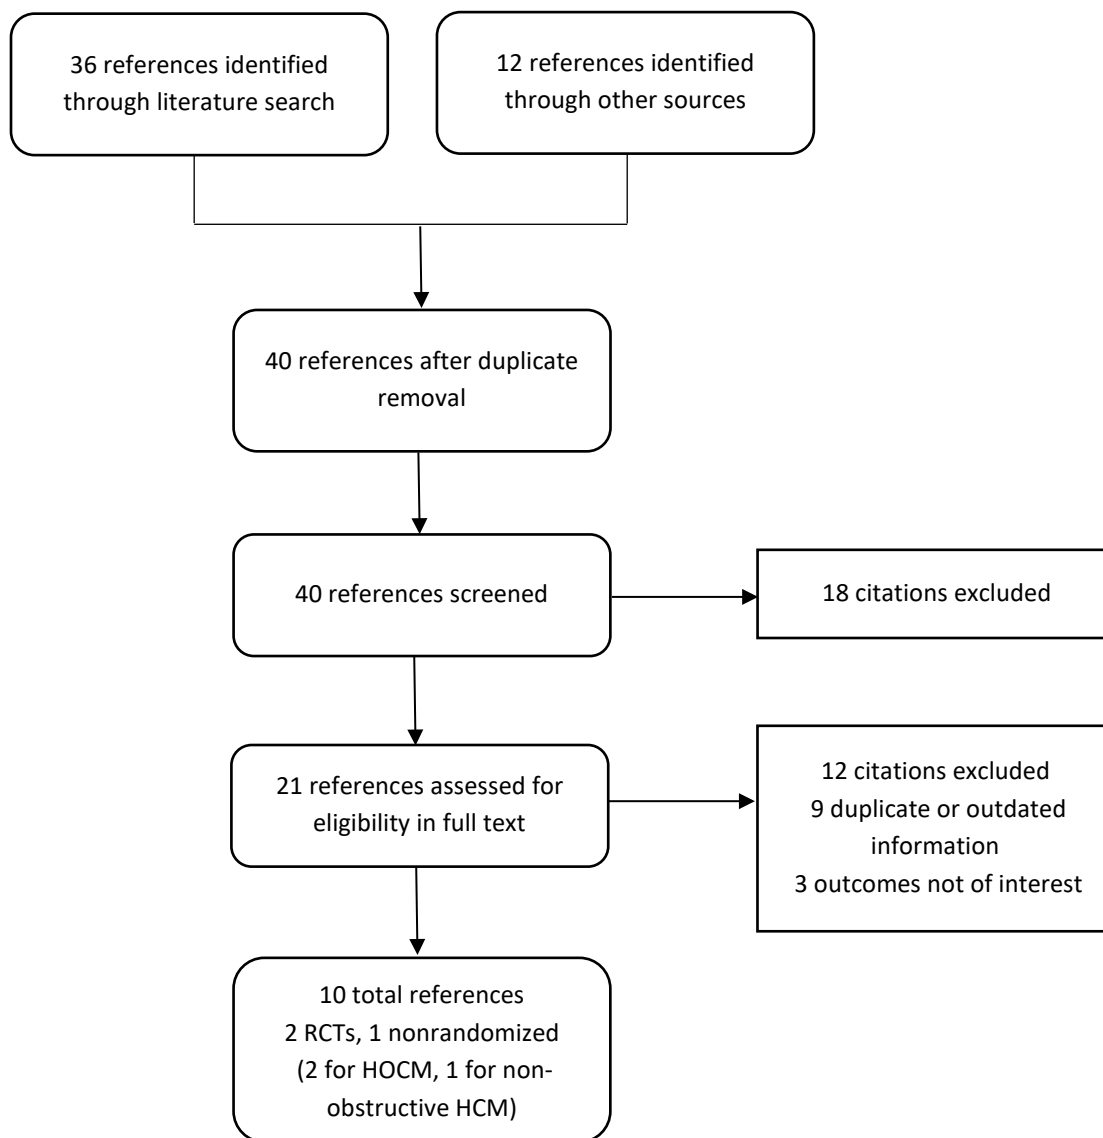 36 references identified
through literature search
12 references identified
through other sources
40 references after duplicate
removal
40 references screened
18 citations excluded
21 references assessed for
eligibility in full text
12 citations excluded
9 duplicate or outdated
information
3 outcomes not of interest
10 total references
2 RCTs, 1 nonrandomized
(2 for HOCM, 1 for non-
obstructive HCM)